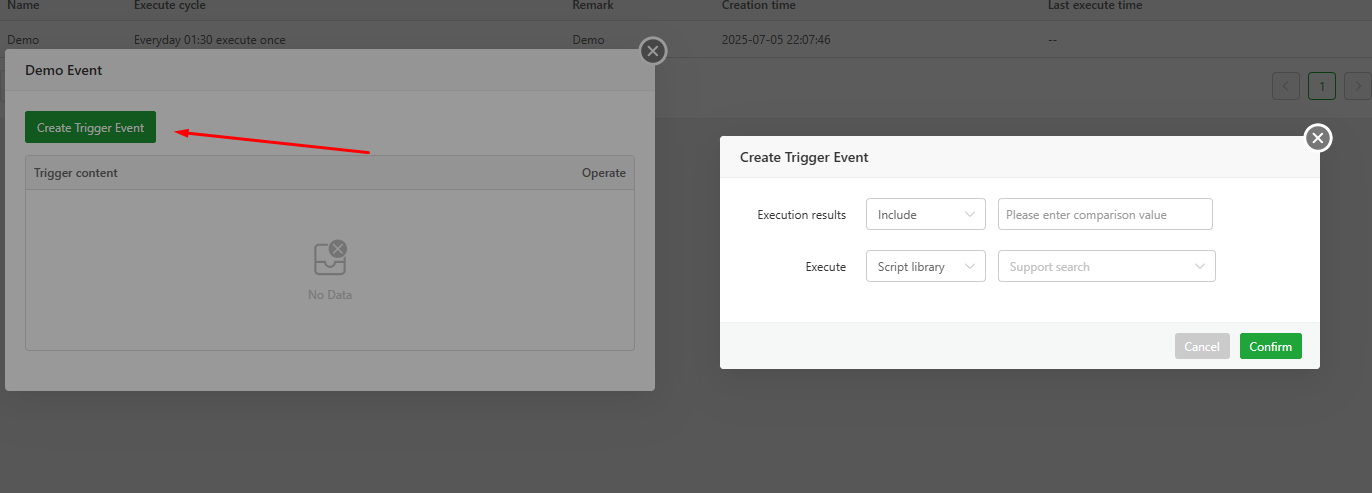 Name Execute cycle Remark Creation time Last execute time
Demo Everyday 01:30 execute once Demo 2025-07-05 22:07:46 --
Demo Event
1
Create Trigger Event
Trigger content Operate
No Data
Create Trigger Event
Execution results Include Please enter comparison value
Execute Script library Support search
Cancel Confirm